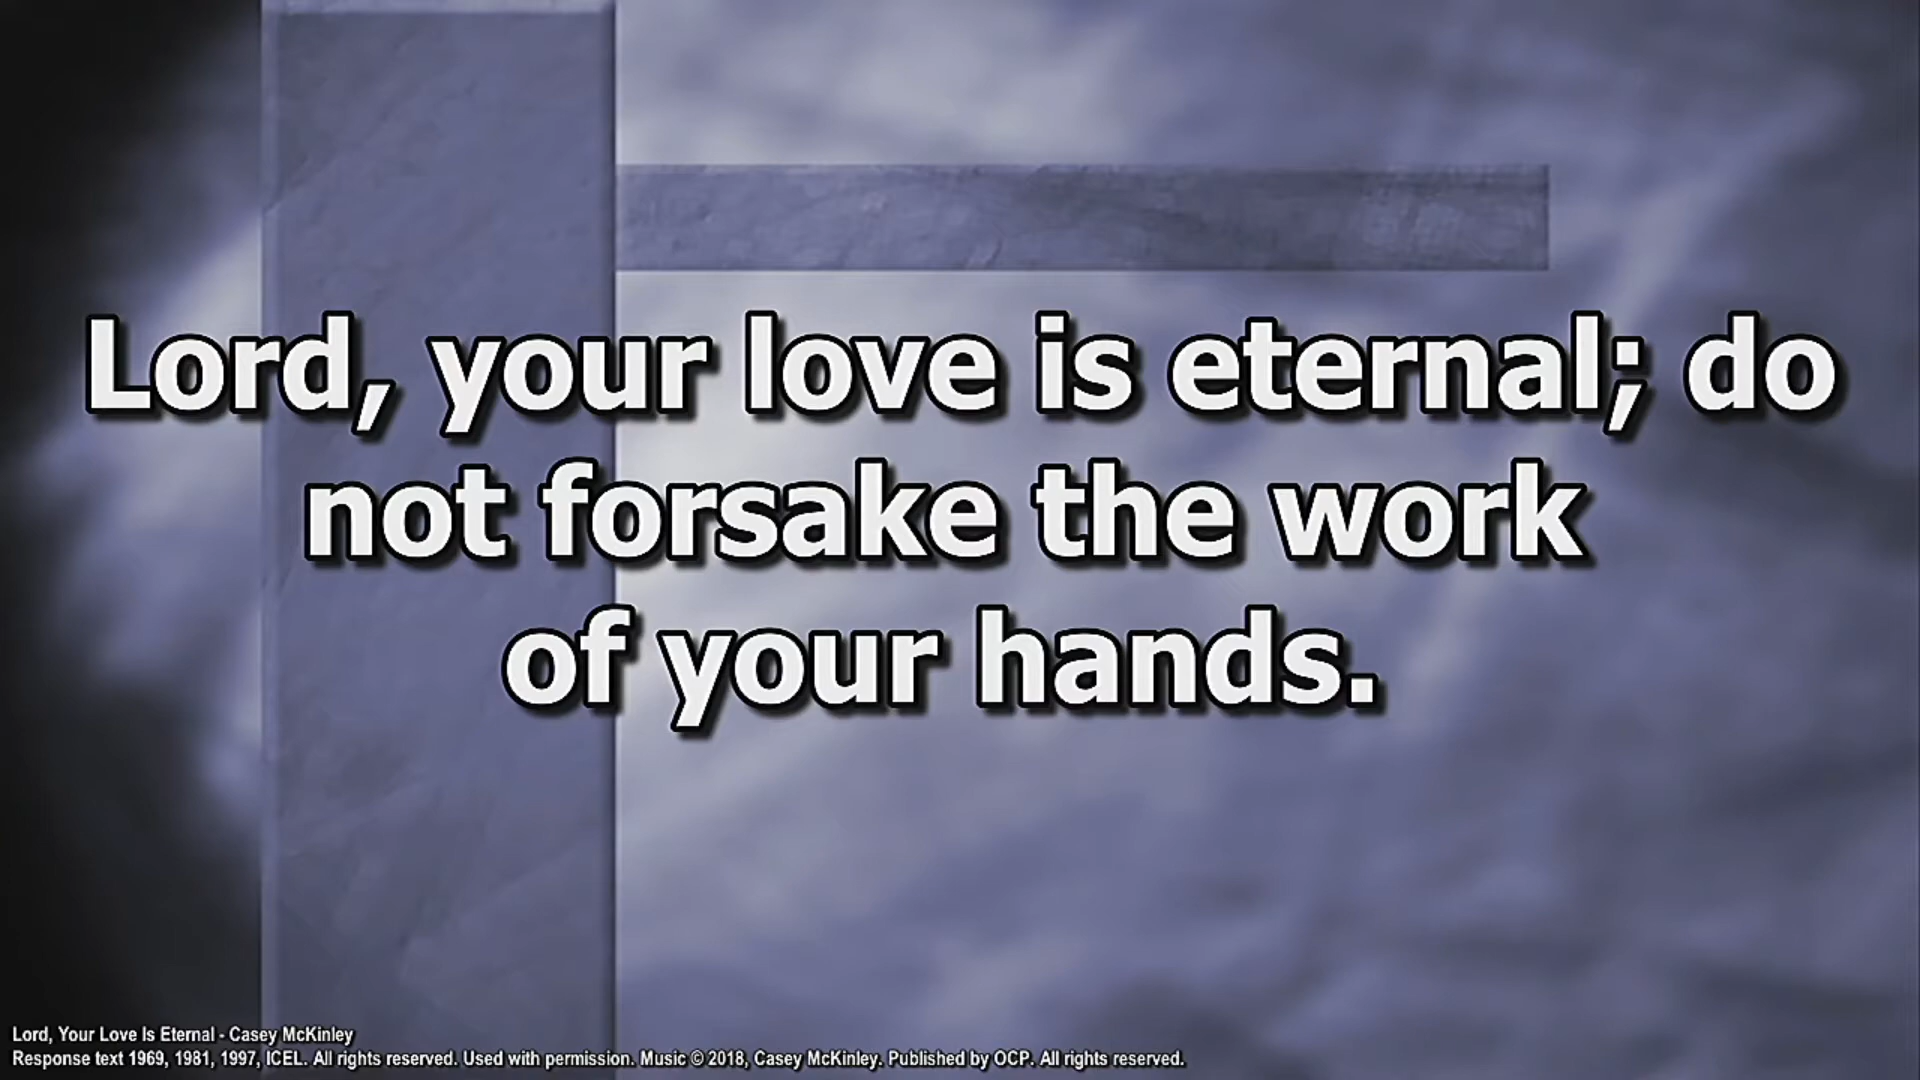 Lord, your love is eternal; do
not forsake the work
of your hands.
Lord, Your Love Is Eternal - Casey McKinley
Response text 1969, 1981, 1997, ICEL. All rights reserved. Used with permission. Music © 2018, Casey McKinley. Published by OCP. All rights reserved.